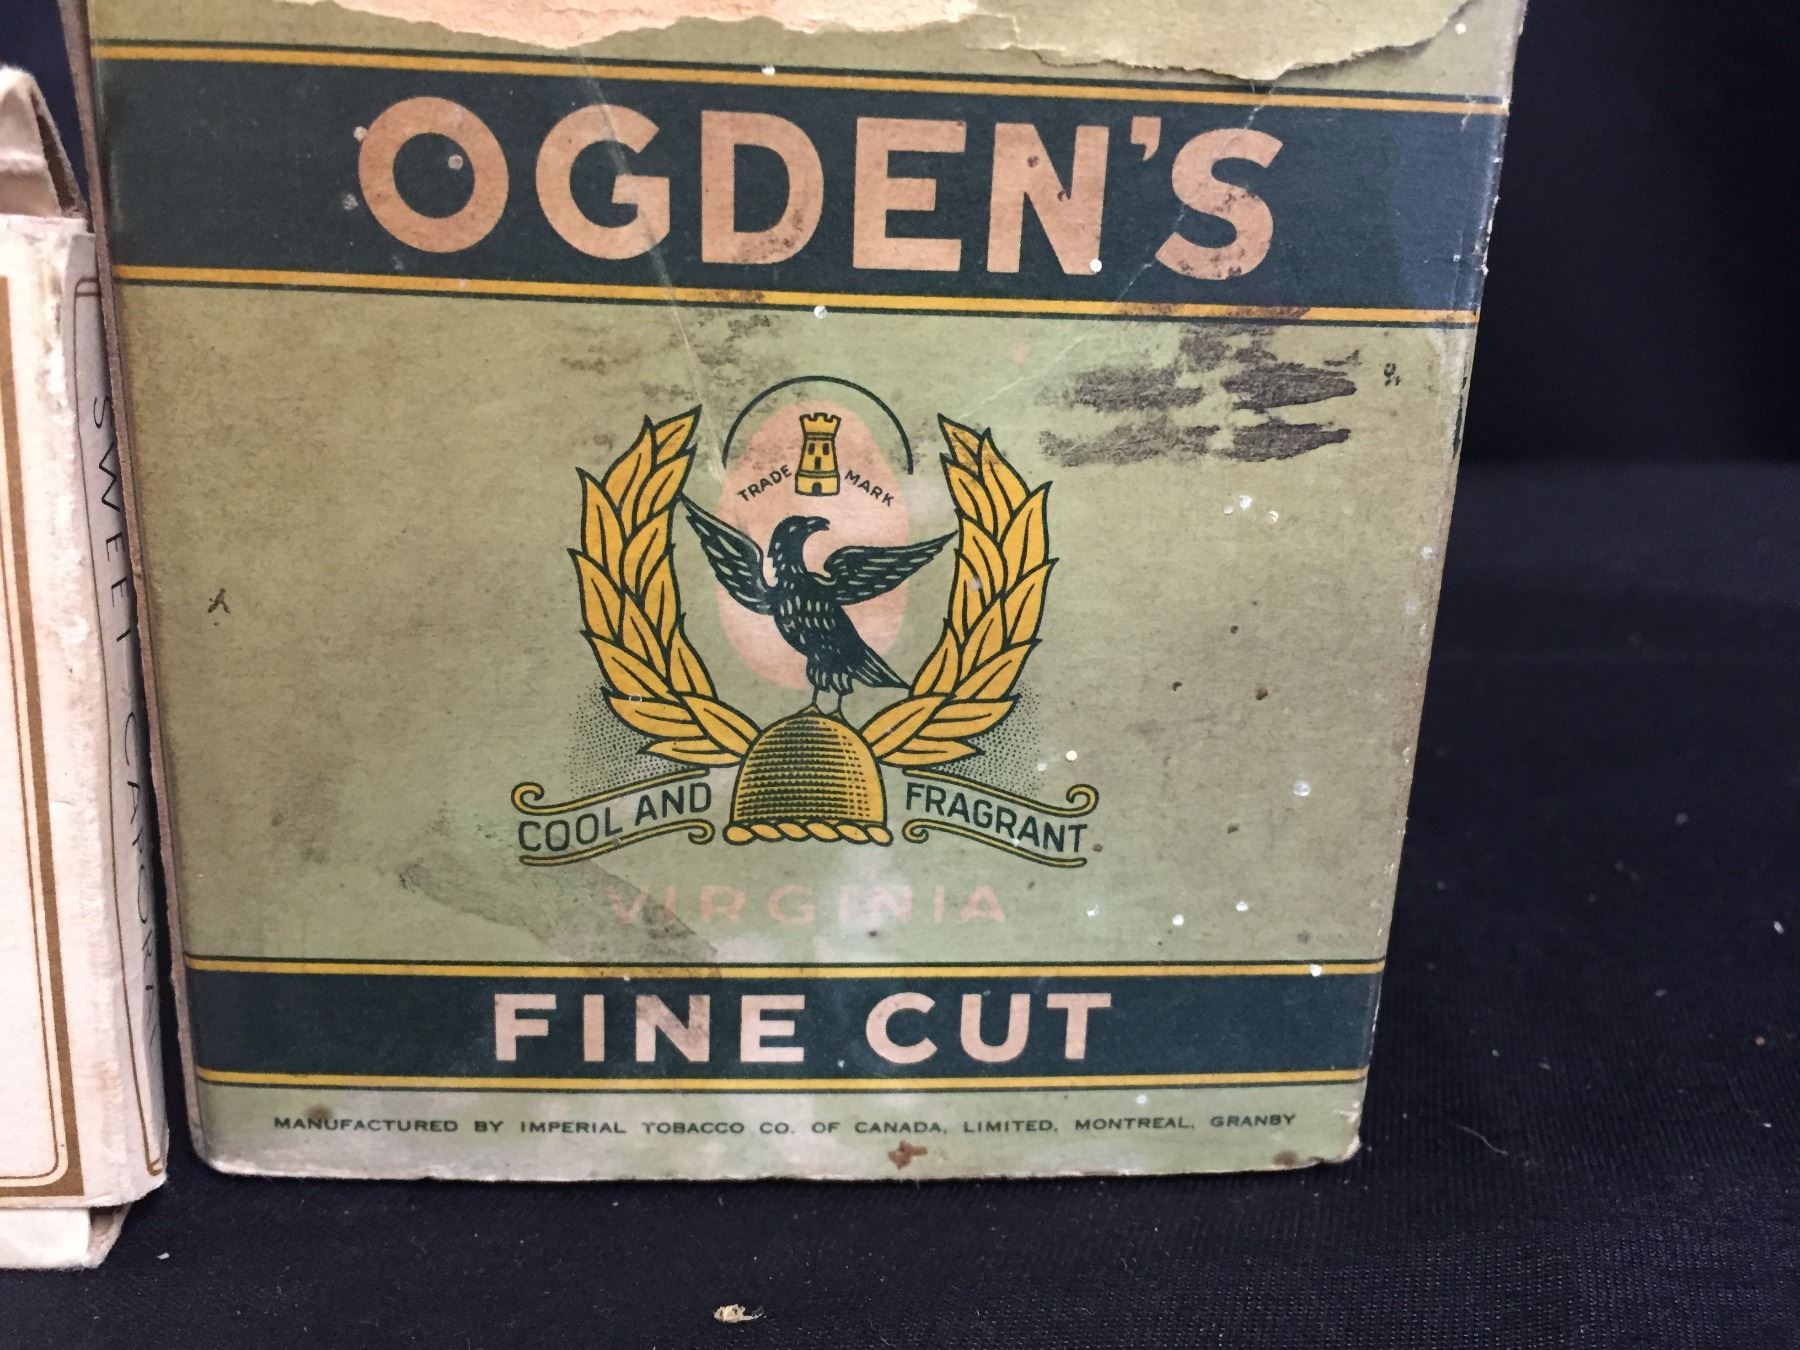 OGDEN'S
TRADE MARK
COOL AND FRAGRANT
VIRGINIA
FINE CUT
MANUFACTURED BY IMPERIAL TOBACCO CO. OF CANADA, LIMITED, MONTREAL, GRANBY
SWEET CAPORAL